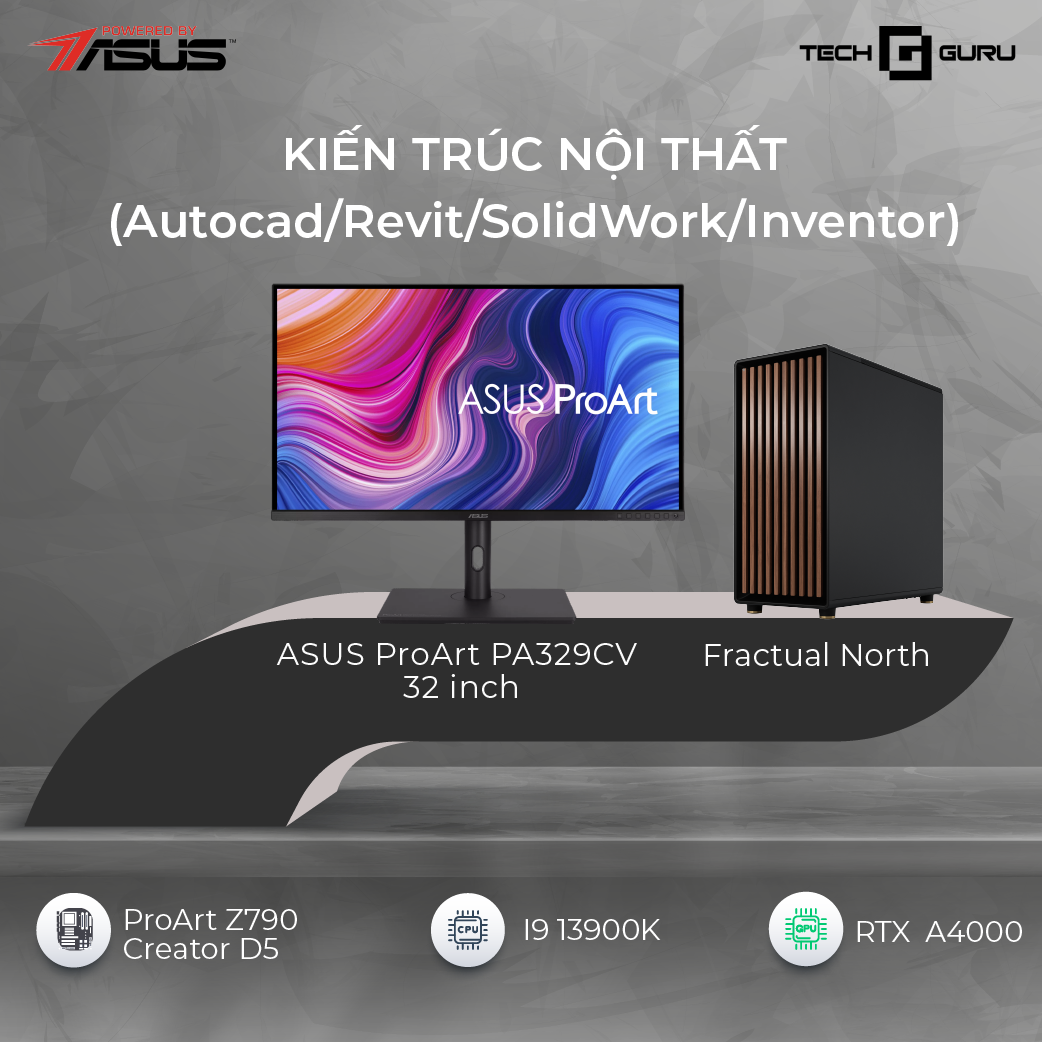 POWERED BY
ASUS™
TECH GURU
KIẾN TRÚC NỘI THẤT
(Autocad/Revit/SolidWork/Inventor)
ASUS ProArt
ASUS
ASUS ProArt PA329CV
32 inch
Fractual North
ProArt Z790
Creator D5
CPU
I9 13900K
GPU
RTX A4000